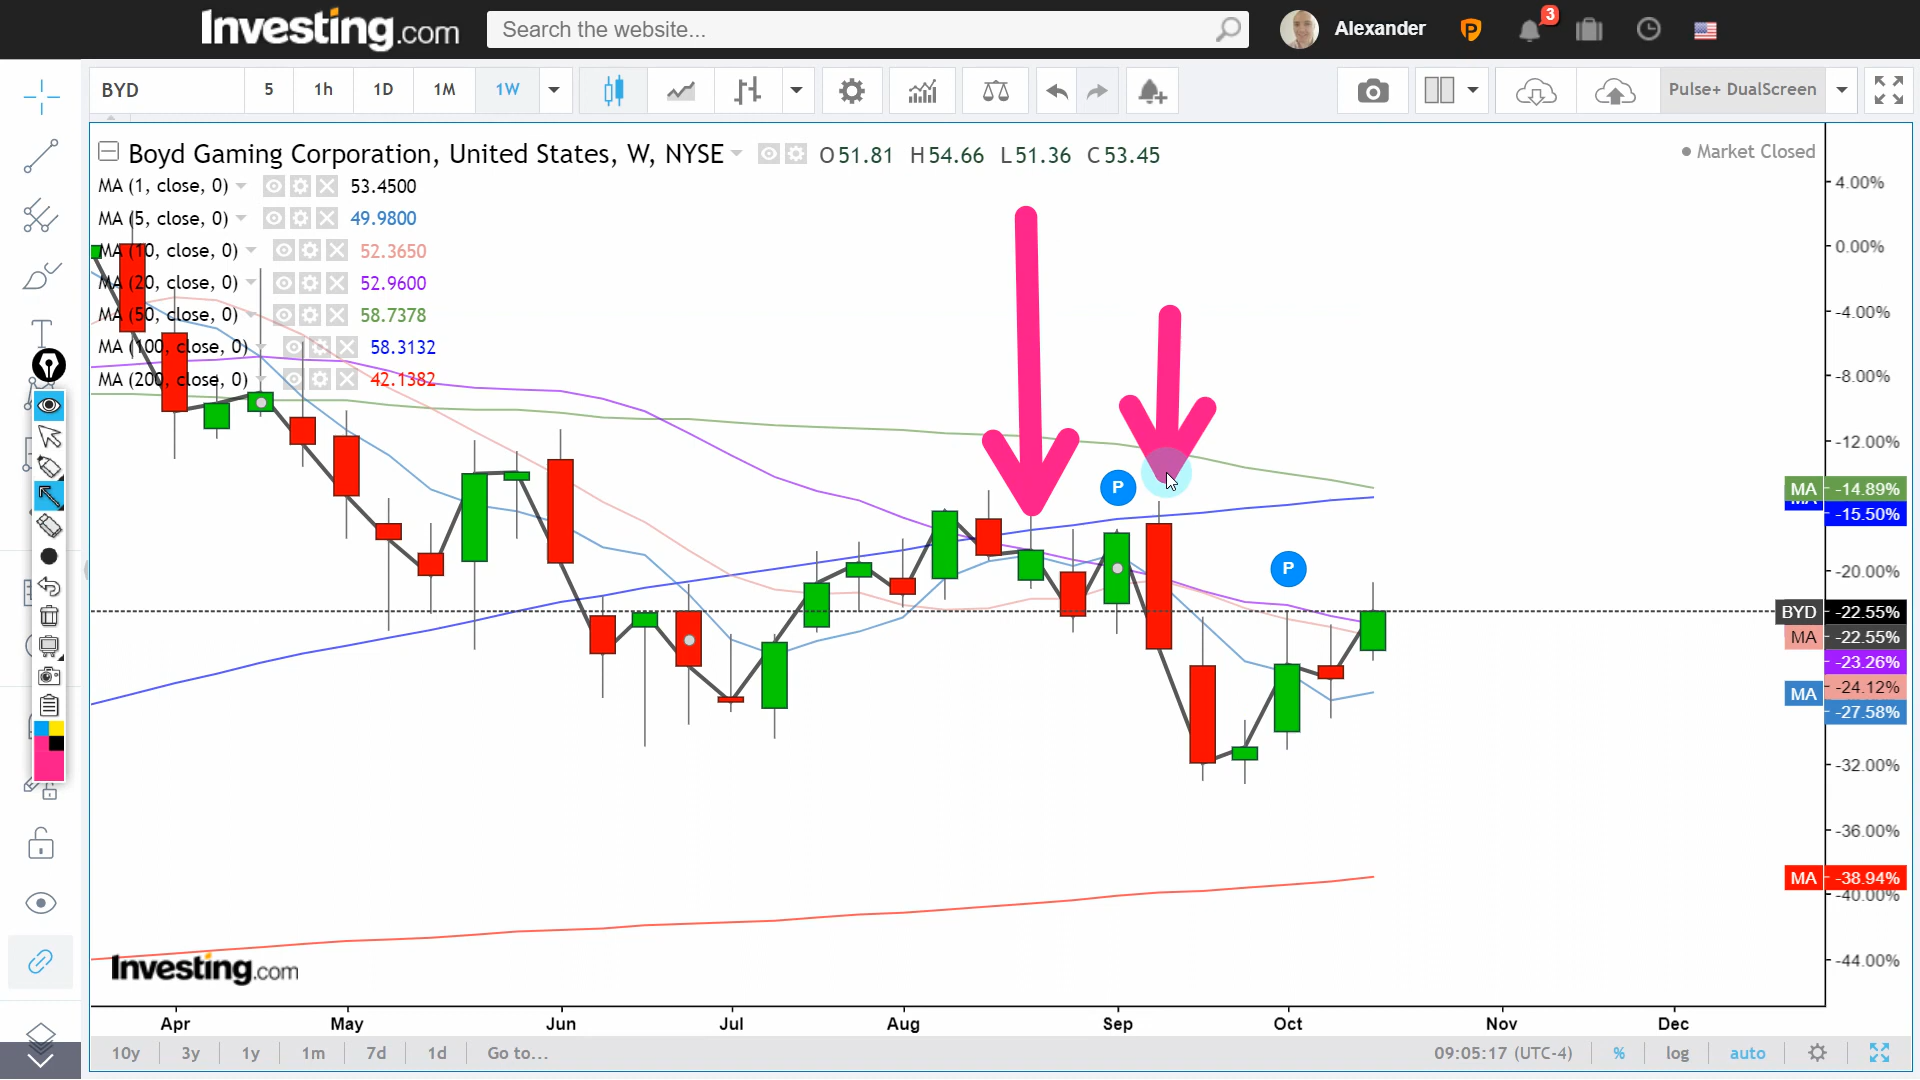 Investing.com
Search the website...
Alexander
3
BYD
5
1h
1D
1M
1W
Pulse+ DualScreen
Boyd Gaming Corporation, United States, W, NYSE
O51.81 H54.66 L51.36 C53.45
Market Closed
MA (1, close, 0) 53.4500
MA (5, close, 0) 49.9800
MA (10, close, 0) 52.3650
MA (20, close, 0) 52.9600
MA (50, close, 0) 58.7378
MA (100, close, 0) 58.3132
MA (200, close, 0) 42.1382
P
P
4.00%
0.00%
-4.00%
-8.00%
-12.00%
MA -14.89%
-15.50%
-20.00%
BYD -22.55%
MA -22.55%
-23.26%
-24.12%
MA -27.58%
-32.00%
-36.00%
MA -38.94%
-40.00%
-44.00%
Investing.com
Apr May Jun Jul Aug Sep Oct Nov Dec
10y 3y 1y 1m 7d 1d Go to...
09:05:17 (UTC-4) % log auto